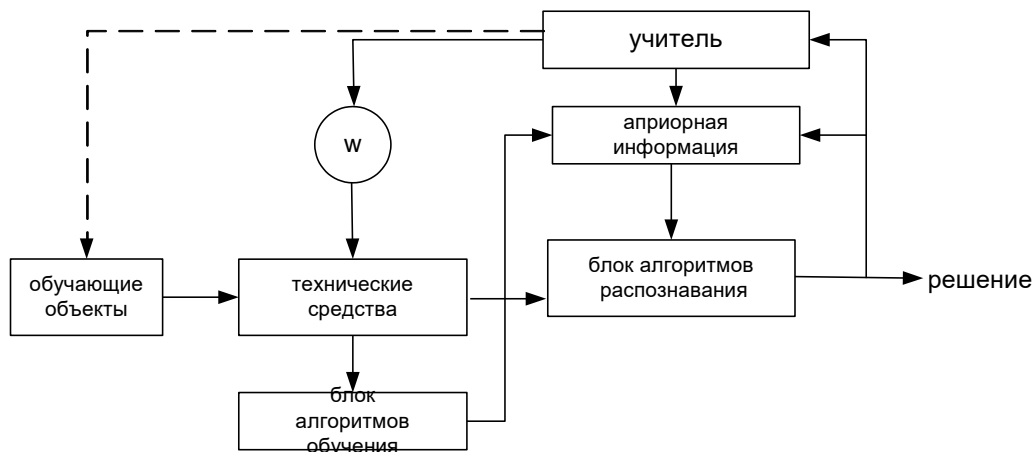 учитель
w
априорная
информация
обучающие
объекты
технические
средства
блок алгоритмов
распознавания
решение
блок
алгоритмов
обучения